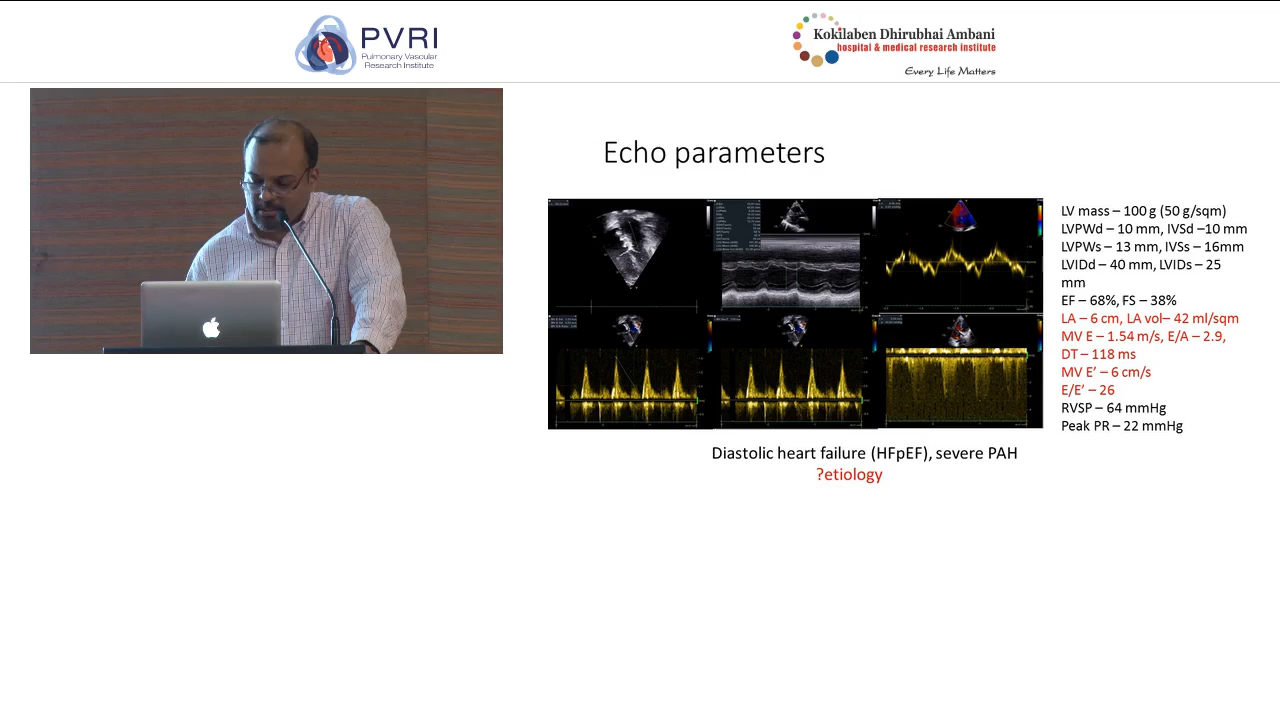 PVRI
Pulmonary Vascular
Research Institute
Kokilaben Dhirubhai Ambani
hospital & medical research institute
Every Life Matters
Echo parameters
LV mass – 100 g (50 g/sqm)
LVPWd – 10 mm, IVSd –10 mm
LVPWs – 13 mm, IVSs – 16mm
LVIDd – 40 mm, LVIDs – 25
mm
EF – 68%, FS – 38%
LA – 6 cm, LA vol– 42 ml/sqm
MV E – 1.54 m/s, E/A – 2.9,
DT – 118 ms
MV E’ – 6 cm/s
E/E’ – 26
RVSP – 64 mmHg
Peak PR – 22 mmHg
Diastolic heart failure (HFpEF), severe PAH
?etiology